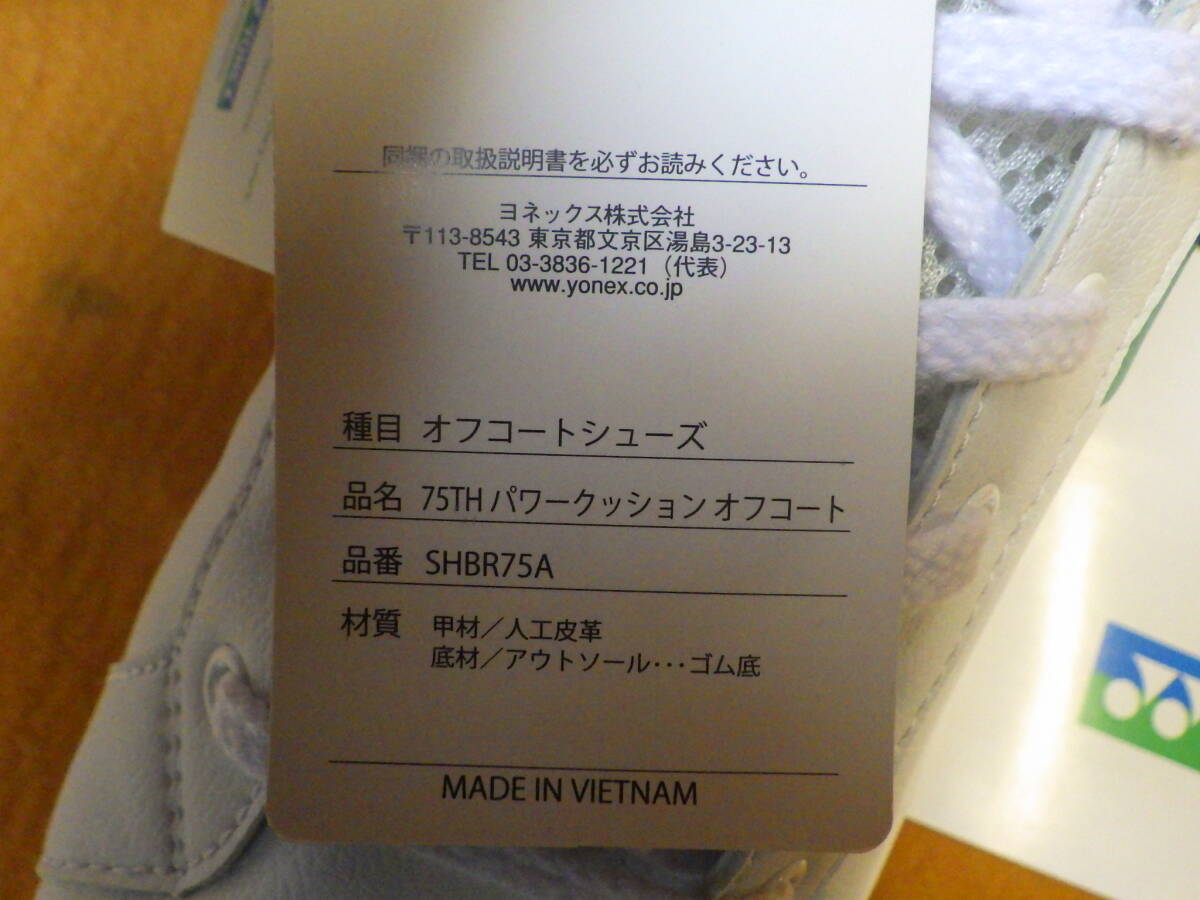 同梱の取扱説明書を必ずお読みください。
ヨネックス株式会社
〒113-8543 東京都文京区湯島3-23-13
TEL 03-3836-1221（代表）
www.yonex.co.jp
種目 オフコートシューズ
品名 75TH パワークッション オフコート
品番 SHBR75A
材質 甲材／人工皮革
底材／アウトソール･･･ゴム底
MADE IN VIETNAM